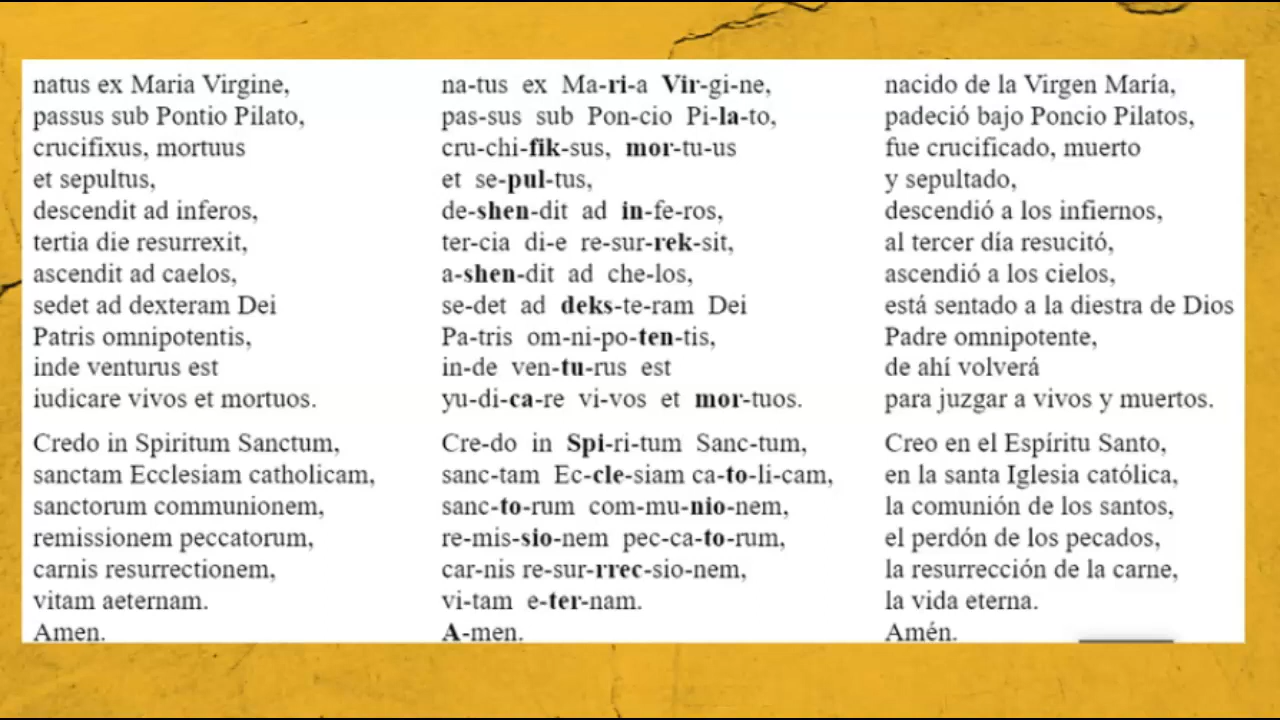 natus ex Maria Virgine,
passus sub Pontio Pilato,
crucifixus, mortuus
et sepultus,
descendit ad inferos,
tertia die resurrexit,
ascendit ad caelos,
sedet ad dexteram Dei
Patris omnipotentis,
inde venturus est
iudicare vivos et mortuos.
Credo in Spiritum Sanctum,
sanctam Ecclesiam catholicam,
sanctorum communionem,
remissionem peccatorum,
carnis resurrectionem,
vitam aeternam.
Amen.
na-tus ex Ma-ri-a Vir-gi-ne,
pas-sus sub Pon-cio Pi-la-to,
cru-chi-fik-sus, mor-tu-us
et se-pul-tus,
de-shen-dit ad in-fe-ros,
ter-cia di-e re-sur-rek-sit,
a-shen-dit ad che-los,
se-det ad deks-te-ram Dei
Pa-tris om-ni-po-ten-tis,
in-de ven-tu-rus est
yu-di-ca-re vi-vos et mor-tuos.
Cre-do in Spi-ri-tum Sanc-tum,
sanc-tam Ec-cle-siam ca-to-li-cam,
sanc-to-rum com-mu-nio-nem,
re-mis-sio-nem pec-ca-to-rum,
car-nis re-sur-rrec-sio-nem,
vi-tam e-ter-nam.
A-men.
nacido de la Virgen María,
padeció bajo Poncio Pilatos,
fue crucificado, muerto
y sepultado,
descendió a los infiernos,
al tercer día resucitó,
ascendió a los cielos,
está sentado a la diestra de Dios
Padre omnipotente,
de ahí volverá
para juzgar a vivos y muertos.
Creo en el Espíritu Santo,
en la santa Iglesia católica,
la comunión de los santos,
el perdón de los pecados,
la resurrección de la carne,
la vida eterna.
Amén.